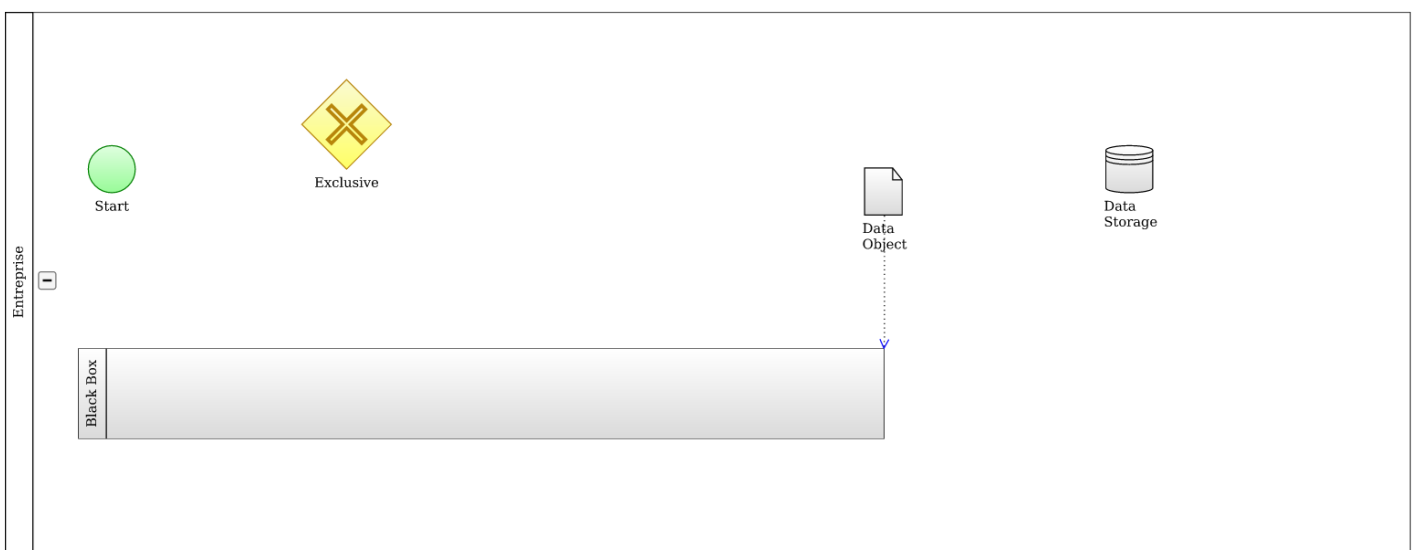 Entreprise
Start
Exclusive
Data
Object
Data
Storage
Black Box